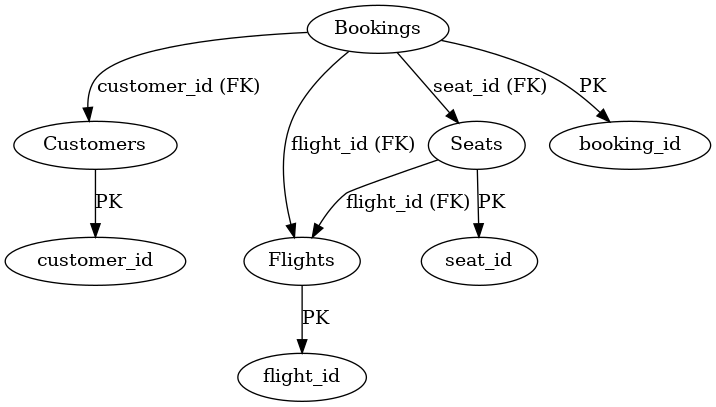 Bookings
customer_id (FK)
seat_id (FK)
PK
Customers
flight_id (FK)
Seats
booking_id
PK
flight_id (FK)
PK
customer_id
Flights
seat_id
PK
flight_id